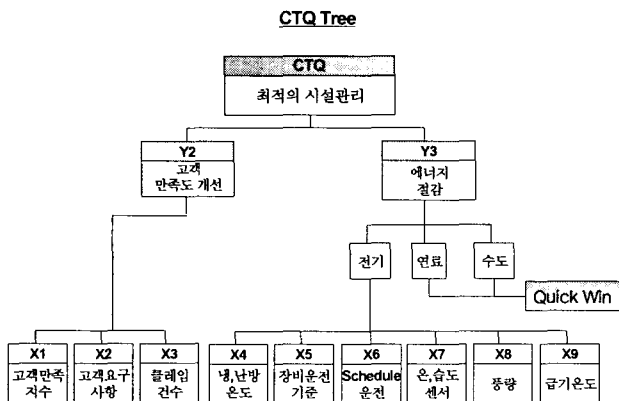 CTQ Tree
CTQ
최적의 시설관리
Y2
고객
만족도 개선
Y3
에너지
절감
전기
연료
수도
Quick Win
X1
고객만족
지수
X2
고객요구
사항
X3
클레임
건수
X4
냉,난방
온도
X5
장비운전
기준
X6
Schedule
운전
X7
온,습도
센서
X8
풍량
X9
급기온도